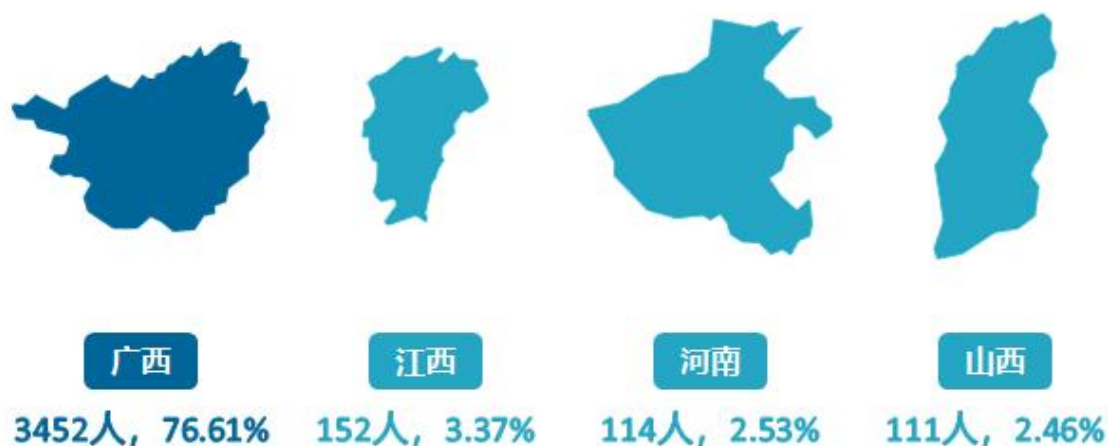 广西
江西
河南
山西
3452人，76.61%
152人，3.37%
114人，2.53%
111人，2.46%